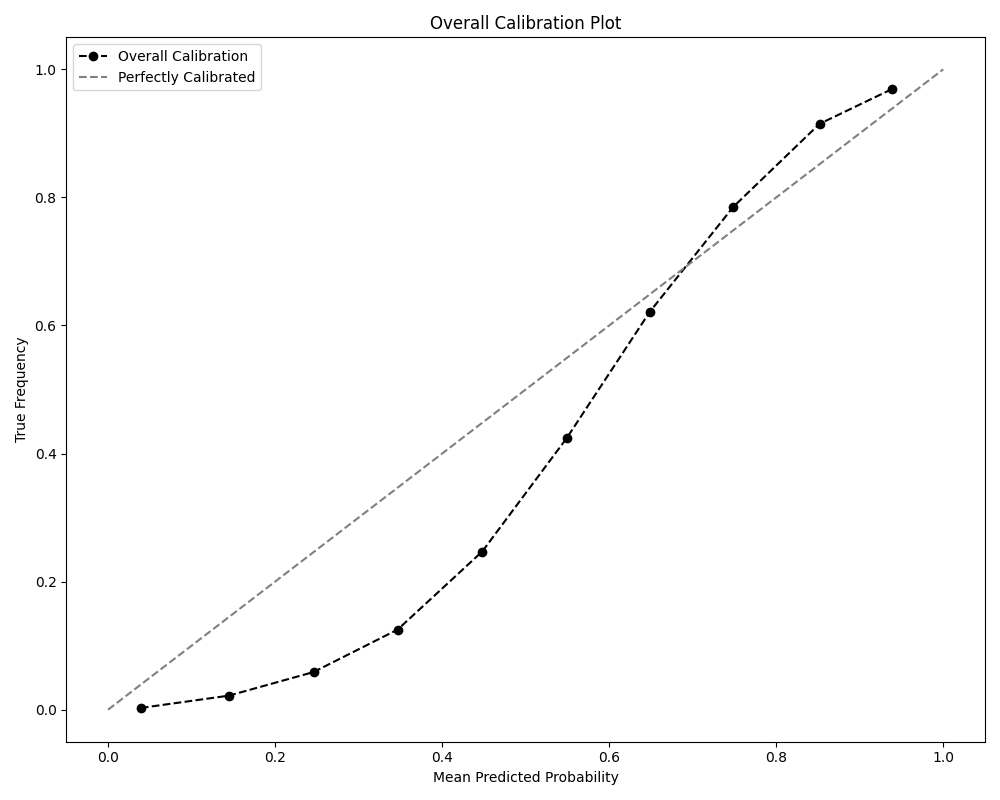 Overall Calibration Plot
Overall Calibration
Perfectly Calibrated
1.0
0.8
0.6
0.4
0.2
0.0
True Frequency
0.0 0.2 0.4 0.6 0.8 1.0
Mean Predicted Probability